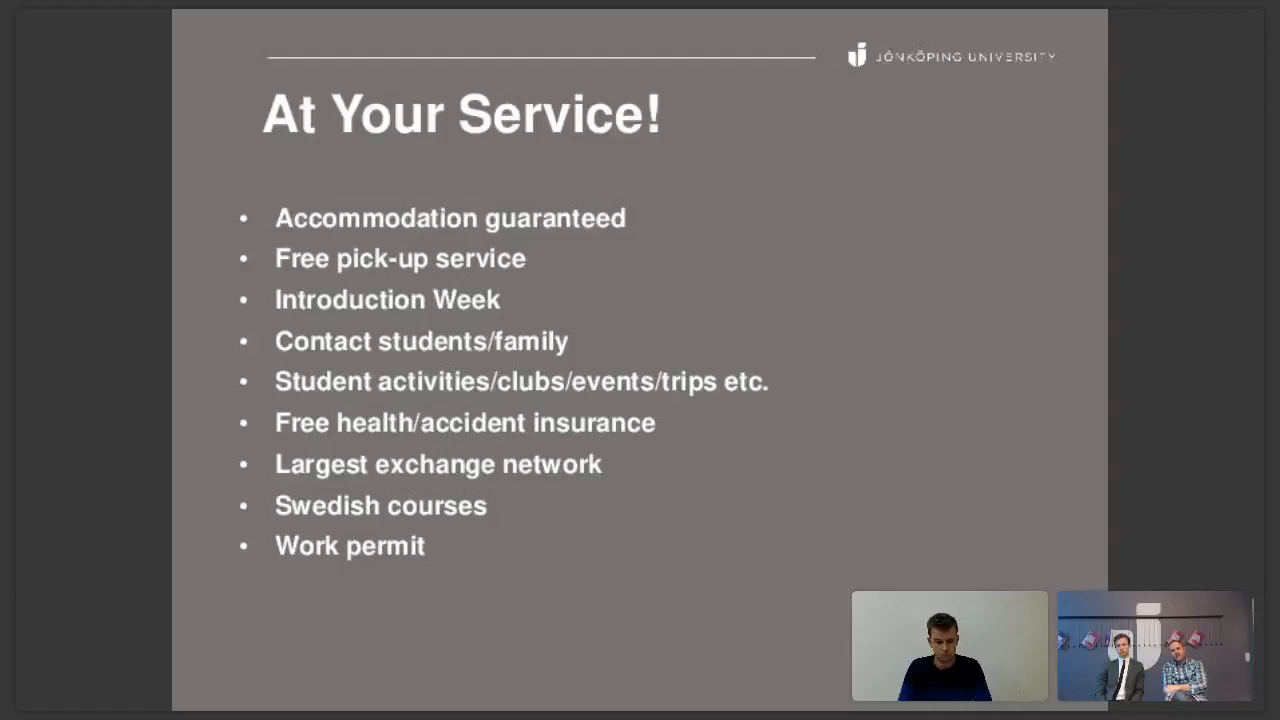 JÖNKÖPING UNIVERSITY
At Your Service!
• Accommodation guaranteed
• Free pick-up service
• Introduction Week
• Contact students/family
• Student activities/clubs/events/trips etc.
• Free health/accident insurance
• Largest exchange network
• Swedish courses
• Work permit